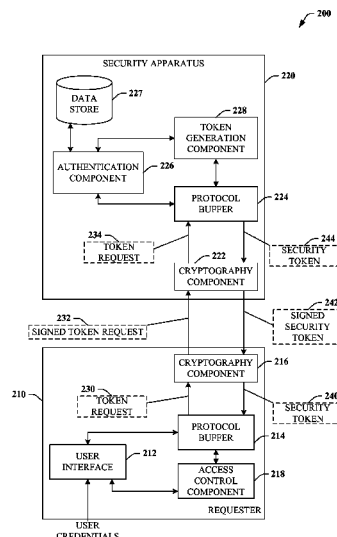 200
SECURITY APPARATUS
220
DATA
STORE
227
228
TOKEN
GENERATION
COMPONENT
AUTHENTICATION
COMPONENT
226
PROTOCOL
BUFFER
224
234
TOKEN
REQUEST
244
SECURITY
TOKEN
222
CRYPTOGRAPHY
COMPONENT
232
SIGNED TOKEN REQUEST
242
SIGNED
SECURITY
TOKEN
CRYPTOGRAPHY
COMPONENT
216
210
230
TOKEN
REQUEST
240
SECURITY
TOKEN
PROTOCOL
BUFFER
214
USER
INTERFACE
212
ACCESS
CONTROL
COMPONENT
218
REQUESTER
USER
CREDENTIALS